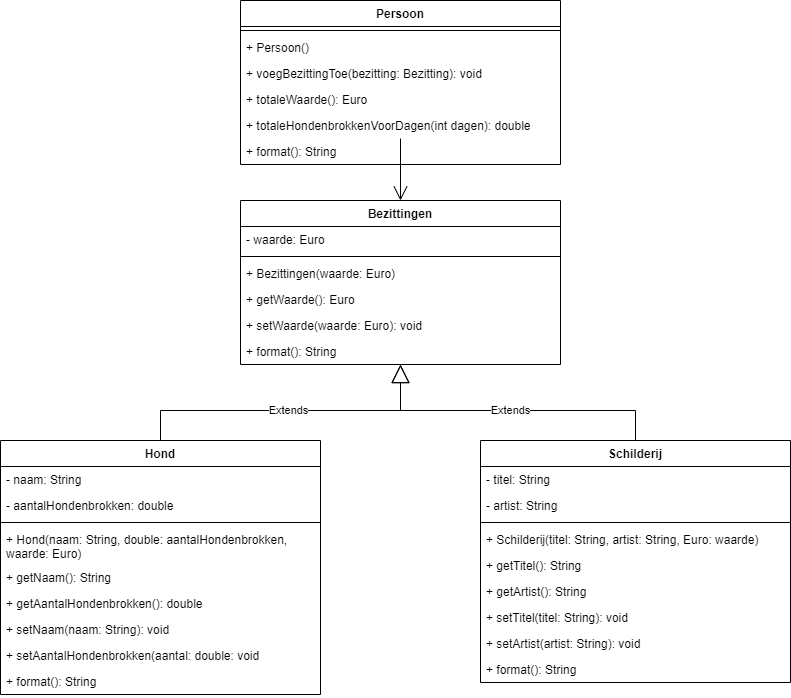 Persoon
+ Persoon()
+ voegBezittingToe(bezitting: Bezitting): void
+ totaleWaarde(): Euro
+ totaleHondenbrokkenVoorDagen(int dagen): double
+ format(): String
Bezittingen
- waarde: Euro
+ Bezittingen(waarde: Euro)
+ getWaarde(): Euro
+ setWaarde(waarde: Euro): void
+ format(): String
Extends
Extends
Hond
- naam: String
- aantalHondenbrokken: double
+ Hond(naam: String, double: aantalHondenbrokken,
waarde: Euro)
+ getNaam(): String
+ getAantalHondenbrokken(): double
+ setNaam(naam: String): void
+ setAantalHondenbrokken(aantal: double: void
+ format(): String
Schilderij
- titel: String
- artist: String
+ Schilderij(titel: String, artist: String, Euro: waarde)
+ getTitel(): String
+ getArtist(): String
+ setTitel(titel: String): void
+ setArtist(artist: String): void
+ format(): String